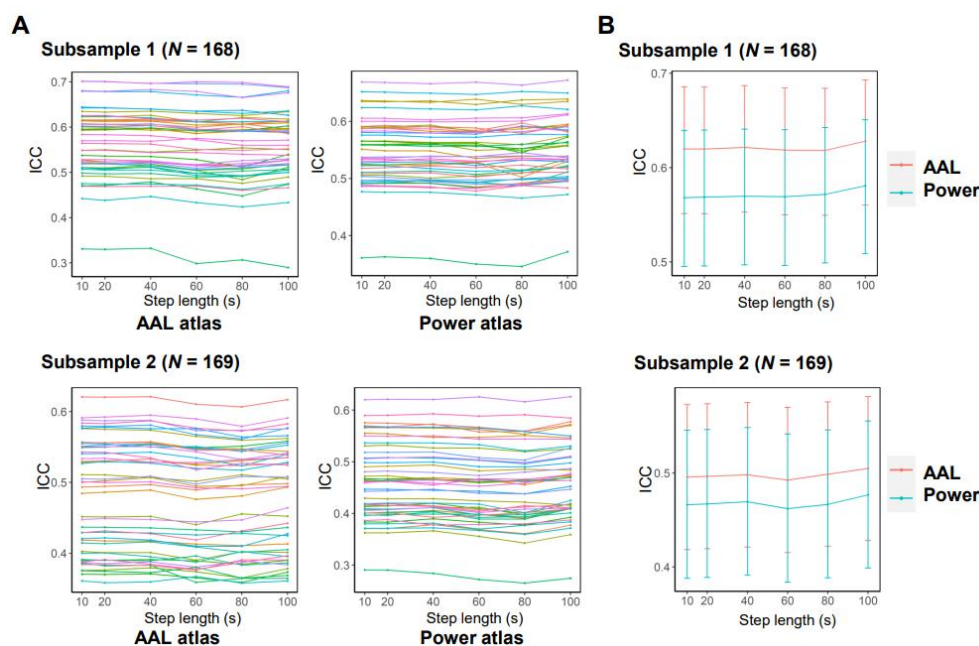 A
B
Subsample 1 (N = 168)
Subsample 1 (N = 168)
ICC
0.7
0.6
0.5
0.4
0.3
10 20 40 60 80 100
Step length (s)
AAL atlas
ICC
0.6
0.5
0.4
10 20 40 60 80 100
Step length (s)
Power atlas
ICC
0.7
0.6
0.5
10 20 40 60 80 100
Step length (s)
AAL
Power
Subsample 2 (N = 169)
Subsample 2 (N = 169)
ICC
0.6
0.5
0.4
10 20 40 60 80 100
Step length (s)
AAL atlas
ICC
0.6
0.5
0.4
0.3
10 20 40 60 80 100
Step length (s)
Power atlas
ICC
0.5
0.4
10 20 40 60 80 100
Step length (s)
AAL
Power